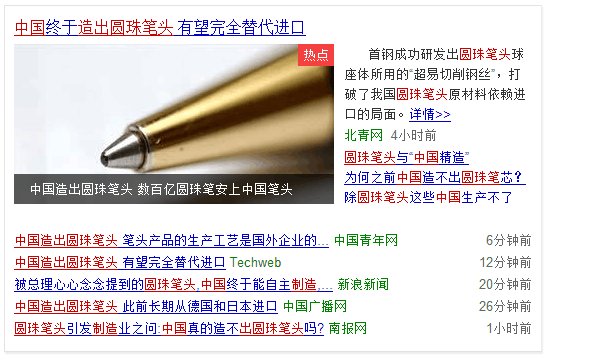 中国终于造出圆珠笔头 有望完全替代进口
热点
中国造出圆珠笔头 数百亿圆珠笔安上中国笔头
首钢成功研发出圆珠笔头球
座体所用的“超易切削钢丝”，打
破了我国圆珠笔头原材料依赖进
口的局面。详情>>
北青网 4小时前
圆珠笔头与“中国精造”
为何之前中国造不出圆珠笔芯?
除圆珠笔头这些中国生产不了
中国造出圆珠笔头 笔头产品的生产工艺是国外企业的... 中国青年网 6分钟前
中国造出圆珠笔头 有望完全替代进口 Techweb 12分钟前
被总理心心念念提到的圆珠笔头,中国终于能自主制造,... 新浪新闻 20分钟前
中国造出圆珠笔头 此前长期从德国和日本进口 中国广播网 26分钟前
圆珠笔头引发制造业之问:中国真的造不出圆珠笔头吗? 南报网 1小时前